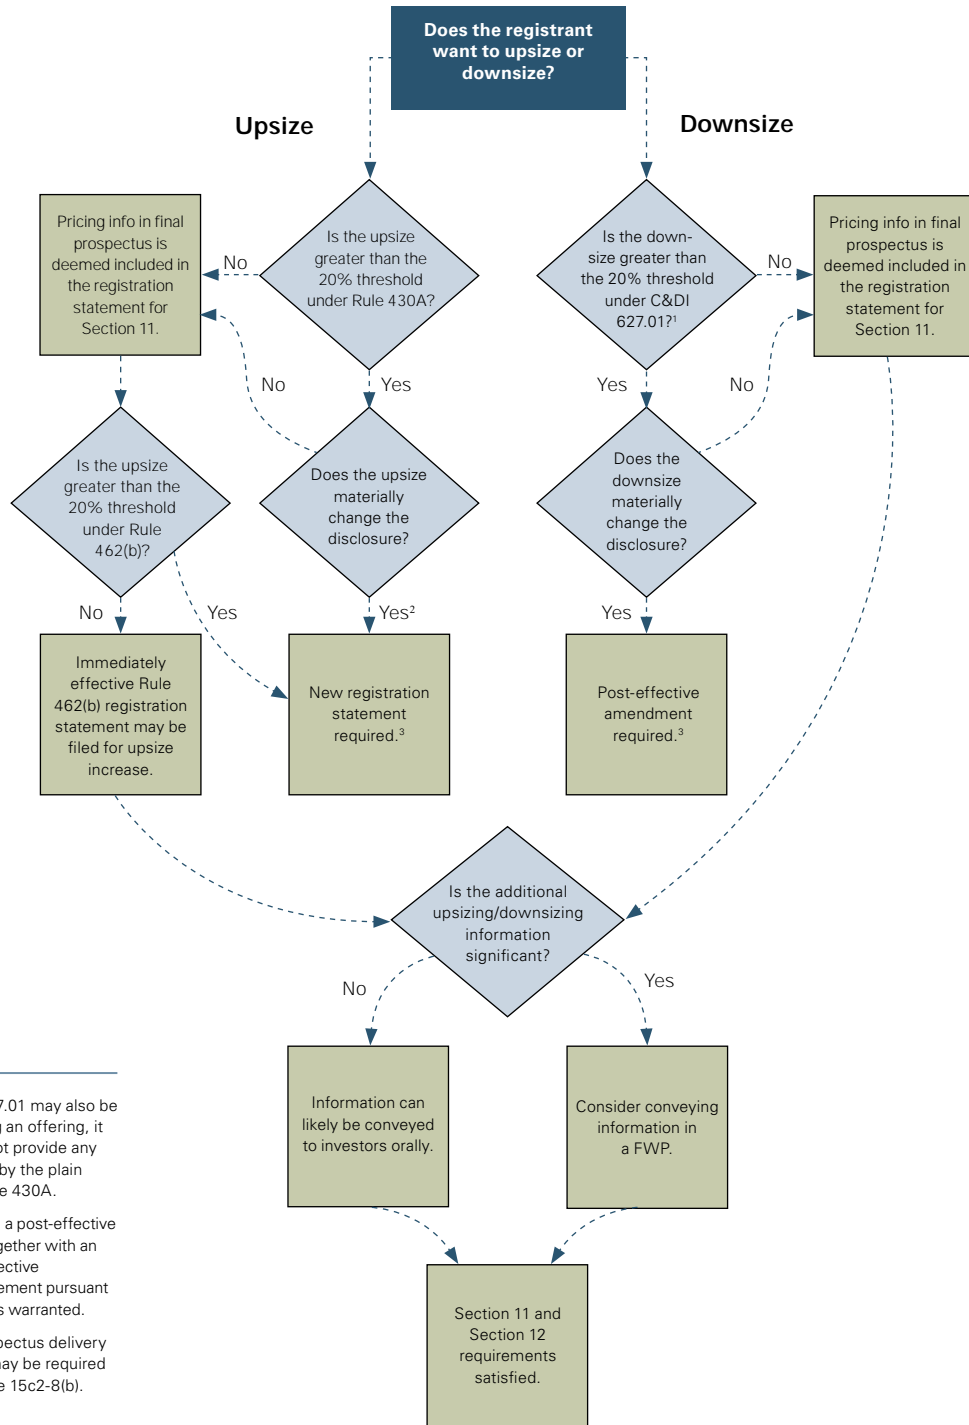 Does the registrant
want to upsize or
downsize?
Upsize
Downsize
Pricing info in final
prospectus is
deemed included in
the registration
statement for
Section 11.
No
Is the upsize
greater than the
20% threshold
under Rule 430A?
Is the down-
size greater than
the 20% threshold
under C&DI
627.01?¹
No
Pricing info in final
prospectus is
deemed included in
the registration
statement for
Section 11.
No
Yes
Yes
No
Is the upsize
greater than the
20% threshold
under Rule
462(b)?
Does the upsize
materially
change the
disclosure?
Does the
downsize
materially
change the
disclosure?
No
Yes
Yes²
Yes
Immediately
effective Rule
462(b) registration
statement may be
filed for upsize
increase.
New registration
statement
required.³
Post-effective
amendment
required.³
Is the additional
upsizing/downsizing
information
significant?
No
Yes
Information can
likely be conveyed
to investors orally.
Consider conveying
information in
a FWP.
Section 11 and
Section 12
requirements
satisfied.
7.01 may also be
g an offering, it
ot provide any
by the plain
e 430A.
a post-effective
gether with an
ective
ement pursuant
s warranted.
pectus delivery
may be required
e 15c2-8(b).